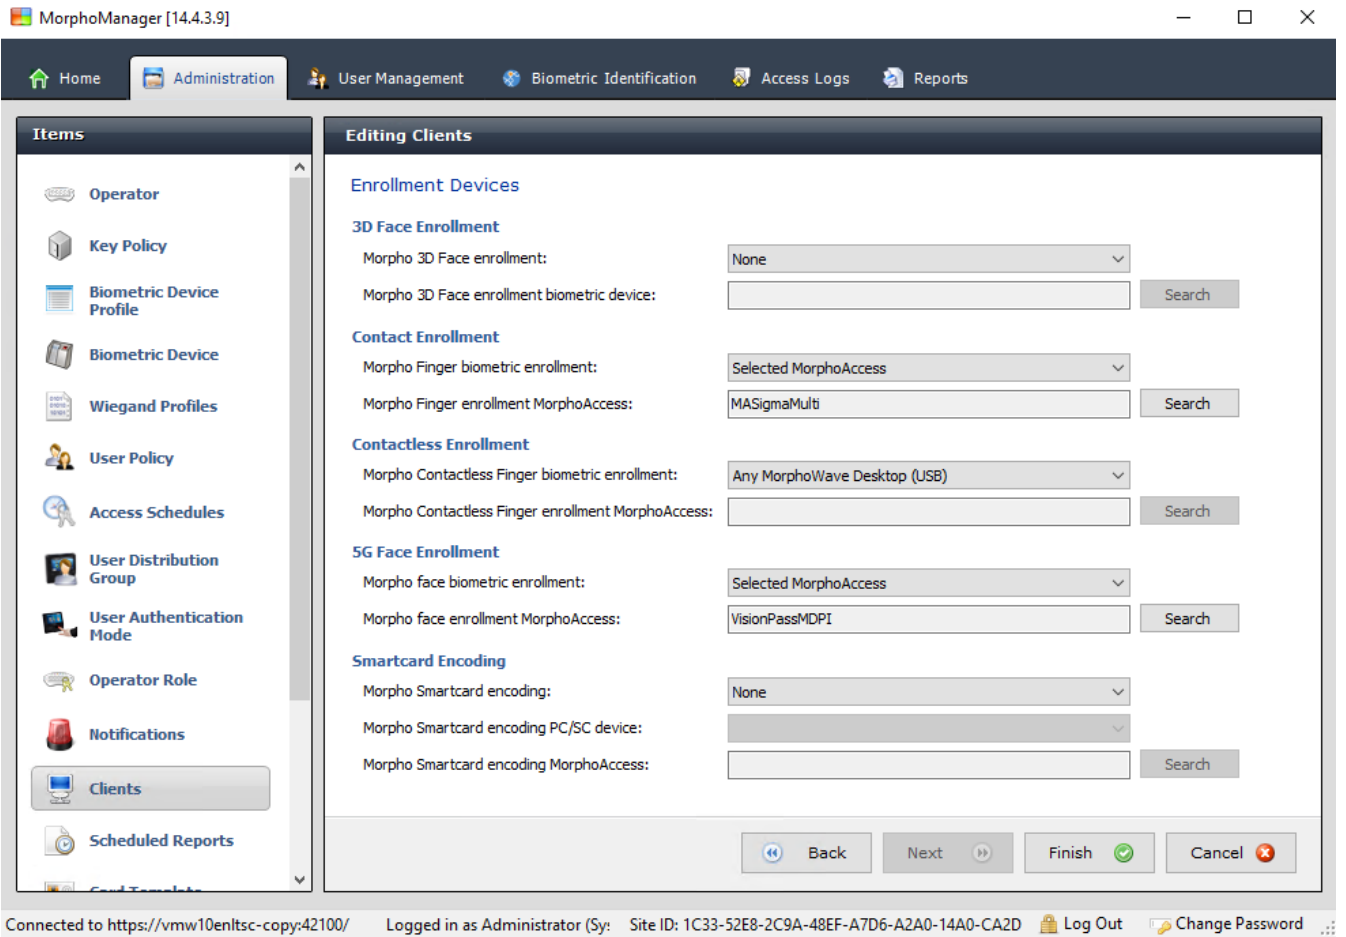 MorphoManager [14.4.3.9]
Home
Administration
User Management
Biometric Identification
Access Logs
Reports
Items
Operator
Key Policy
Biometric Device
Profile
Biometric Device
Wiegand Profiles
User Policy
Access Schedules
User Distribution
Group
User Authentication
Mode
Operator Role
Notifications
Clients
Scheduled Reports
Card Template
Editing Clients
Enrollment Devices
3D Face Enrollment
Morpho 3D Face enrollment: None
Morpho 3D Face enrollment biometric device: Search
Contact Enrollment
Morpho Finger biometric enrollment: Selected MorphoAccess
Morpho Finger enrollment MorphoAccess: MASigmaMulti Search
Contactless Enrollment
Morpho Contactless Finger biometric enrollment: Any MorphoWave Desktop (USB)
Morpho Contactless Finger enrollment MorphoAccess: Search
5G Face Enrollment
Morpho face biometric enrollment: Selected MorphoAccess
Morpho face enrollment MorphoAccess: VisionPassMDPI Search
Smartcard Encoding
Morpho Smartcard encoding: None
Morpho Smartcard encoding PC/SC device:
Morpho Smartcard encoding MorphoAccess: Search
Back Next Finish Cancel
Connected to https://vmw10enltsc-copy:42100/ Logged in as Administrator (Sy: Site ID: 1C33-52E8-2C9A-48EF-A7D6-A2A0-14A0-CA2D Log Out Change Password